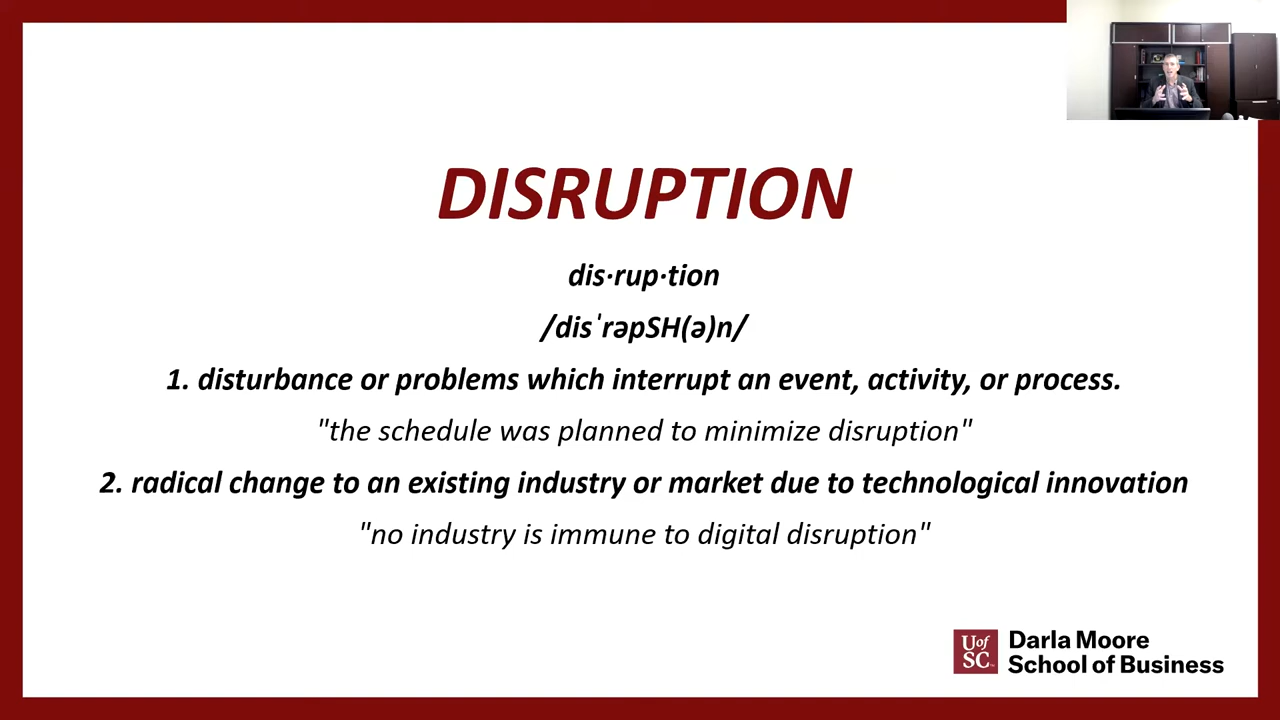 DISRUPTION
dis·rup·tion
/disˈrəpSH(ə)n/
1. disturbance or problems which interrupt an event, activity, or process.
"the schedule was planned to minimize disruption"
2. radical change to an existing industry or market due to technological innovation
"no industry is immune to digital disruption"
UofSC
Darla Moore
School of Business